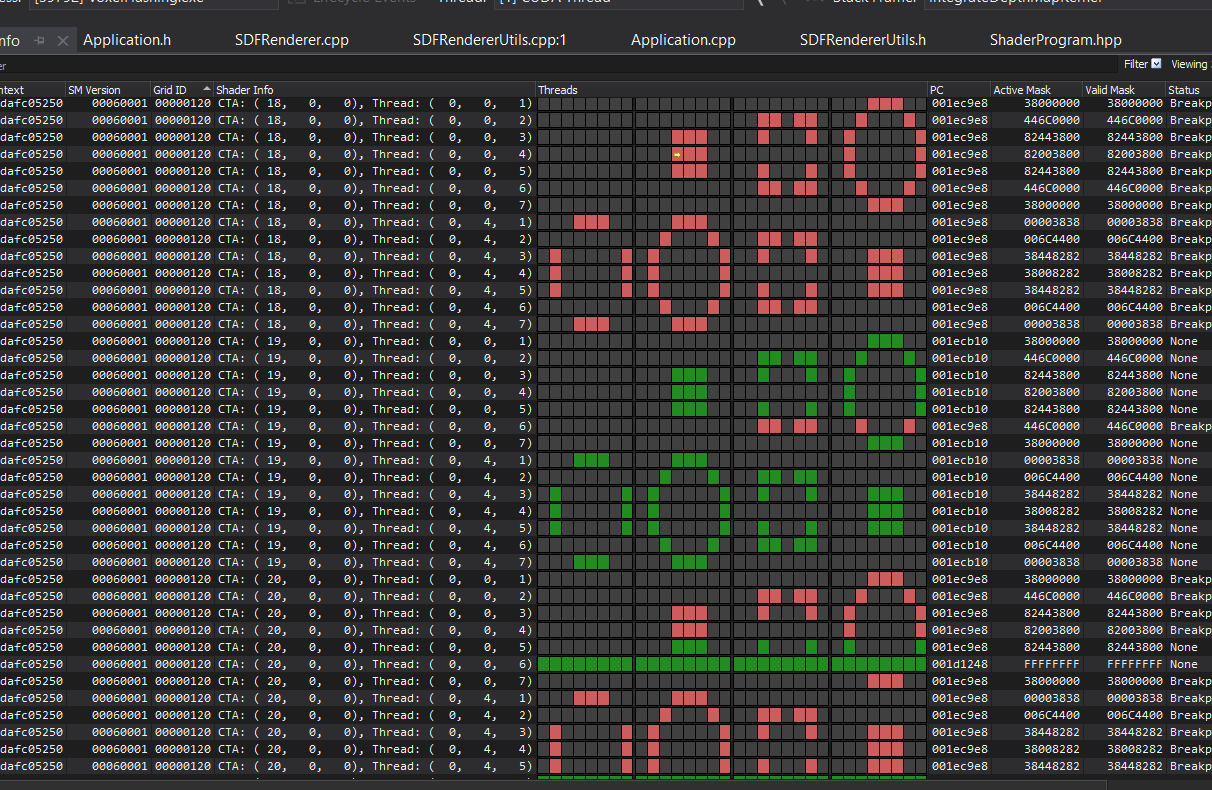 VoxelHashing.exe Lifecycle Events CUDA Thread Stack Frame: IntegrateDepthMapKernel
nfo Application.h SDFRenderer.cpp SDFRendererUtils.cpp:1 Application.cpp SDFRendererUtils.h ShaderProgram.hpp
er Filter Viewing
ntext SM Version Grid ID Shader Info Threads PC Active Mask Valid Mask Status
dafc05250 00060001 00000120 CTA: ( 18, 0, 0), Thread: ( 0, 0, 1) 001ec9e8 38000000 38000000 Breakp
dafc05250 00060001 00000120 CTA: ( 18, 0, 0), Thread: ( 0, 0, 2) 001ec9e8 446C0000 446C0000 Breakp
dafc05250 00060001 00000120 CTA: ( 18, 0, 0), Thread: ( 0, 0, 3) 001ec9e8 82443800 82443800 Breakp
dafc05250 00060001 00000120 CTA: ( 18, 0, 0), Thread: ( 0, 0, 4) 001ec9e8 82003800 82003800 Breakp
dafc05250 00060001 00000120 CTA: ( 18, 0, 0), Thread: ( 0, 0, 5) 001ec9e8 82443800 82443800 Breakp
dafc05250 00060001 00000120 CTA: ( 18, 0, 0), Thread: ( 0, 0, 6) 001ec9e8 446C0000 446C0000 Breakp
dafc05250 00060001 00000120 CTA: ( 18, 0, 0), Thread: ( 0, 0, 7) 001ec9e8 38000000 38000000 Breakp
dafc05250 00060001 00000120 CTA: ( 18, 0, 0), Thread: ( 0, 4, 1) 001ec9e8 00003838 00003838 Breakp
dafc05250 00060001 00000120 CTA: ( 18, 0, 0), Thread: ( 0, 4, 2) 001ec9e8 006C4400 006C4400 Breakp
dafc05250 00060001 00000120 CTA: ( 18, 0, 0), Thread: ( 0, 4, 3) 001ec9e8 38448282 38448282 Breakp
dafc05250 00060001 00000120 CTA: ( 18, 0, 0), Thread: ( 0, 4, 4) 001ec9e8 38008282 38008282 Breakp
dafc05250 00060001 00000120 CTA: ( 18, 0, 0), Thread: ( 0, 4, 5) 001ec9e8 38448282 38448282 Breakp
dafc05250 00060001 00000120 CTA: ( 18, 0, 0), Thread: ( 0, 4, 6) 001ec9e8 006C4400 006C4400 Breakp
dafc05250 00060001 00000120 CTA: ( 18, 0, 0), Thread: ( 0, 4, 7) 001ec9e8 00003838 00003838 Breakp
dafc05250 00060001 00000120 CTA: ( 19, 0, 0), Thread: ( 0, 0, 1) 001ecb10 38000000 38000000 None
dafc05250 00060001 00000120 CTA: ( 19, 0, 0), Thread: ( 0, 0, 2) 001ecb10 446C0000 446C0000 None
dafc05250 00060001 00000120 CTA: ( 19, 0, 0), Thread: ( 0, 0, 3) 001ecb10 82443800 82443800 None
dafc05250 00060001 00000120 CTA: ( 19, 0, 0), Thread: ( 0, 0, 4) 001ecb10 82003800 82003800 None
dafc05250 00060001 00000120 CTA: ( 19, 0, 0), Thread: ( 0, 0, 5) 001ecb10 82443800 82443800 None
dafc05250 00060001 00000120 CTA: ( 19, 0, 0), Thread: ( 0, 0, 6) 001ecb10 446C0000 446C0000 None
dafc05250 00060001 00000120 CTA: ( 19, 0, 0), Thread: ( 0, 0, 7) 001ecb10 38000000 38000000 None
dafc05250 00060001 00000120 CTA: ( 19, 0, 0), Thread: ( 0, 4, 1) 001ecb10 00003838 00003838 None
dafc05250 00060001 00000120 CTA: ( 19, 0, 0), Thread: ( 0, 4, 2) 001ecb10 006C4400 006C4400 None
dafc05250 00060001 00000120 CTA: ( 19, 0, 0), Thread: ( 0, 4, 3) 001ecb10 38448282 38448282 None
dafc05250 00060001 00000120 CTA: ( 19, 0, 0), Thread: ( 0, 4, 4) 001ecb10 38008282 38008282 None
dafc05250 00060001 00000120 CTA: ( 19, 0, 0), Thread: ( 0, 4, 5) 001ecb10 38448282 38448282 None
dafc05250 00060001 00000120 CTA: ( 19, 0, 0), Thread: ( 0, 4, 6) 001ecb10 006C4400 006C4400 None
dafc05250 00060001 00000120 CTA: ( 19, 0, 0), Thread: ( 0, 4, 7) 001ecb10 00003838 00003838 None
dafc05250 00060001 00000120 CTA: ( 20, 0, 0), Thread: ( 0, 0, 1) 001ec9e8 38000000 38000000 Breakp
dafc05250 00060001 00000120 CTA: ( 20, 0, 0), Thread: ( 0, 0, 2) 001ec9e8 446C0000 446C0000 Breakp
dafc05250 00060001 00000120 CTA: ( 20, 0, 0), Thread: ( 0, 0, 3) 001ec9e8 82443800 82443800 Breakp
dafc05250 00060001 00000120 CTA: ( 20, 0, 0), Thread: ( 0, 0, 4) 001ec9e8 82003800 82003800 Breakp
dafc05250 00060001 00000120 CTA: ( 20, 0, 0), Thread: ( 0, 0, 5) 001ec9e8 82443800 82443800 Breakp
dafc05250 00060001 00000120 CTA: ( 20, 0, 0), Thread: ( 0, 0, 6) 001d1248 FFFFFFFF FFFFFFFF None
dafc05250 00060001 00000120 CTA: ( 20, 0, 0), Thread: ( 0, 0, 7) 001ec9e8 38000000 38000000 Breakp
dafc05250 00060001 00000120 CTA: ( 20, 0, 0), Thread: ( 0, 4, 1) 001ec9e8 00003838 00003838 Breakp
dafc05250 00060001 00000120 CTA: ( 20, 0, 0), Thread: ( 0, 4, 2) 001ec9e8 006C4400 006C4400 Breakp
dafc05250 00060001 00000120 CTA: ( 20, 0, 0), Thread: ( 0, 4, 3) 001ec9e8 38448282 38448282 Breakp
dafc05250 00060001 00000120 CTA: ( 20, 0, 0), Thread: ( 0, 4, 4) 001ec9e8 38008282 38008282 Breakp
dafc05250 00060001 00000120 CTA: ( 20, 0, 0), Thread: ( 0, 4, 5) 001ec9e8 38448282 38448282 Breakp